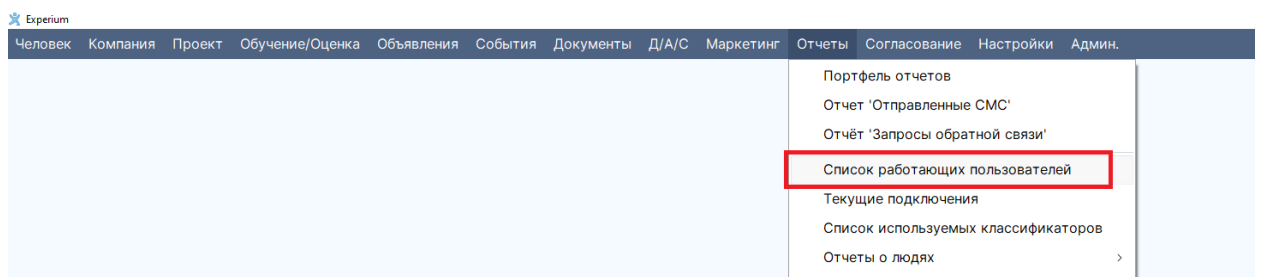 Experium
Человек Компания Проект Обучение/Оценка Объявления События Документы Д/А/С Маркетинг Отчеты Согласование Настройки Админ.
Портфель отчетов
Отчет 'Отправленные СМС'
Отчёт 'Запросы обратной связи'
Список работающих пользователей
Текущие подключения
Список используемых классификаторов
Отчеты о людях